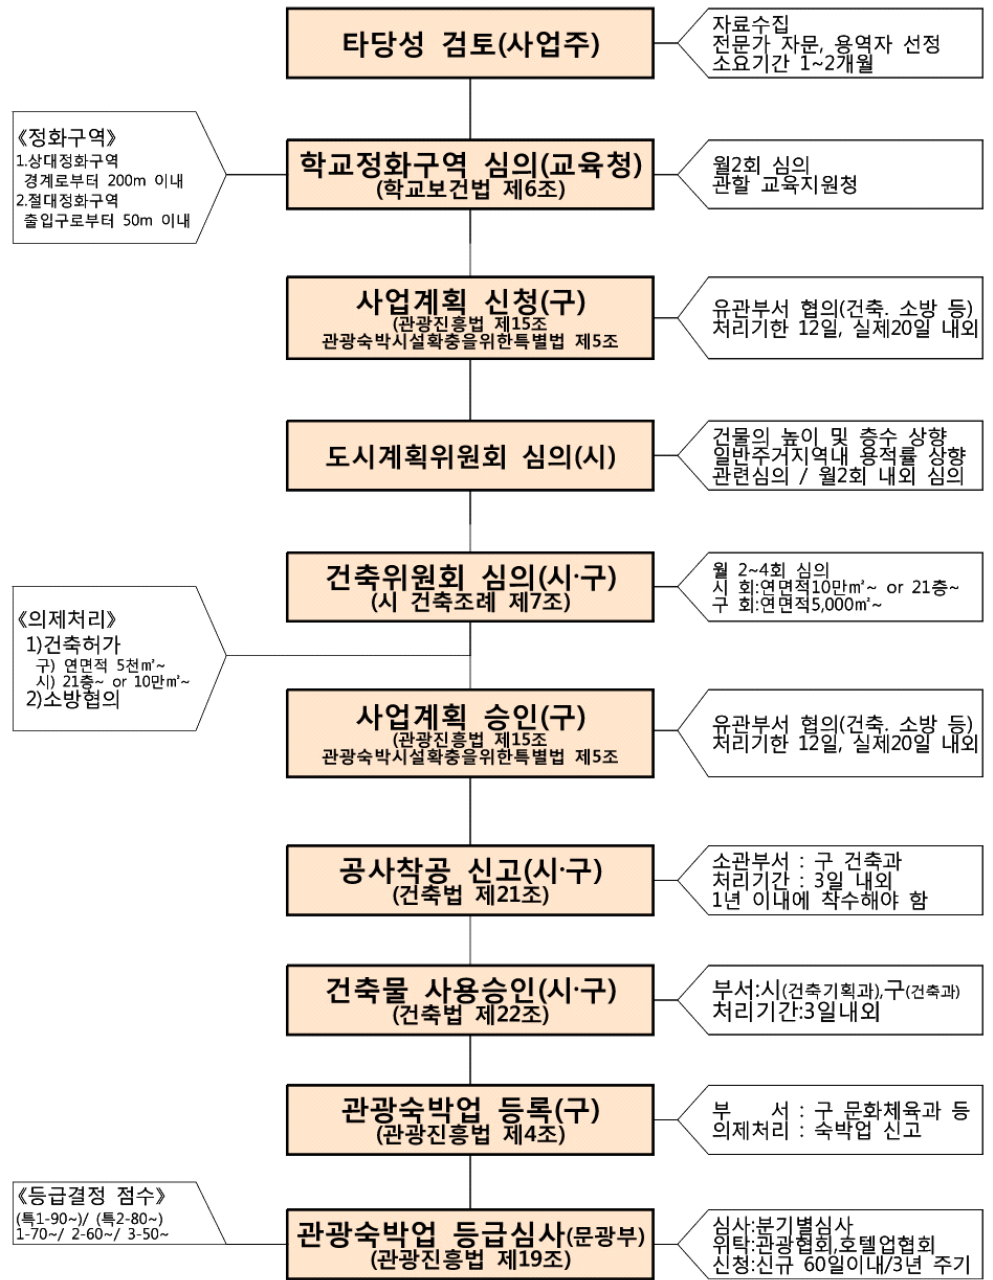 타당성 검토(사업주)
자료수집
전문가 자문, 용역자 선정
소요기간 1~2개월
《정화구역》
1.상대정화구역
경계로부터 200m 이내
2.절대정화구역
출입구로부터 50m 이내
학교정화구역 심의(교육청)
(학교보건법 제6조)
월2회 심의
관할 교육지원청
사업계획 신청(구)
(관광진흥법 제15조
관광숙박시설확충을위한특별법 제5조
유관부서 협의(건축. 소방 등)
처리기한 12일, 실제20일 내외
도시계획위원회 심의(시)
건물의 높이 및 층수 상향
일반주거지역내 용적률 상향
관련심의 / 월2회 내외 심의
건축위원회 심의(시·구)
(시 건축조례 제7조)
월 2~4회 심의
시 회:연면적10만㎡~ or 21층~
구 회:연면적5,000㎡~
《의제처리》
1)건축허가
구) 연면적 5천㎡~
시) 21층~ or 10만㎡~
2)소방협의
사업계획 승인(구)
(관광진흥법 제15조
관광숙박시설확충을위한특별법 제5조
유관부서 협의(건축. 소방 등)
처리기한 12일, 실제20일 내외
공사착공 신고(시·구)
(건축법 제21조)
소관부서 : 구 건축과
처리기간 : 3일 내외
1년 이내에 착수해야 함
건축물 사용승인(시·구)
(건축법 제22조)
부서:시(건축기획과),구(건축과)
처리기간:3일내외
관광숙박업 등록(구)
(관광진흥법 제4조)
부 서 : 구 문화체육과 등
의제처리 : 숙박업 신고
《등급결정 점수》
(특1-90~)/ (특2-80~)
1-70~/ 2-60~/ 3-50~
관광숙박업 등급심사(문광부)
(관광진흥법 제19조)
심사:분기별심사
위탁:관광협회,호텔업협회
신청:신규 60일이내/3년 주기